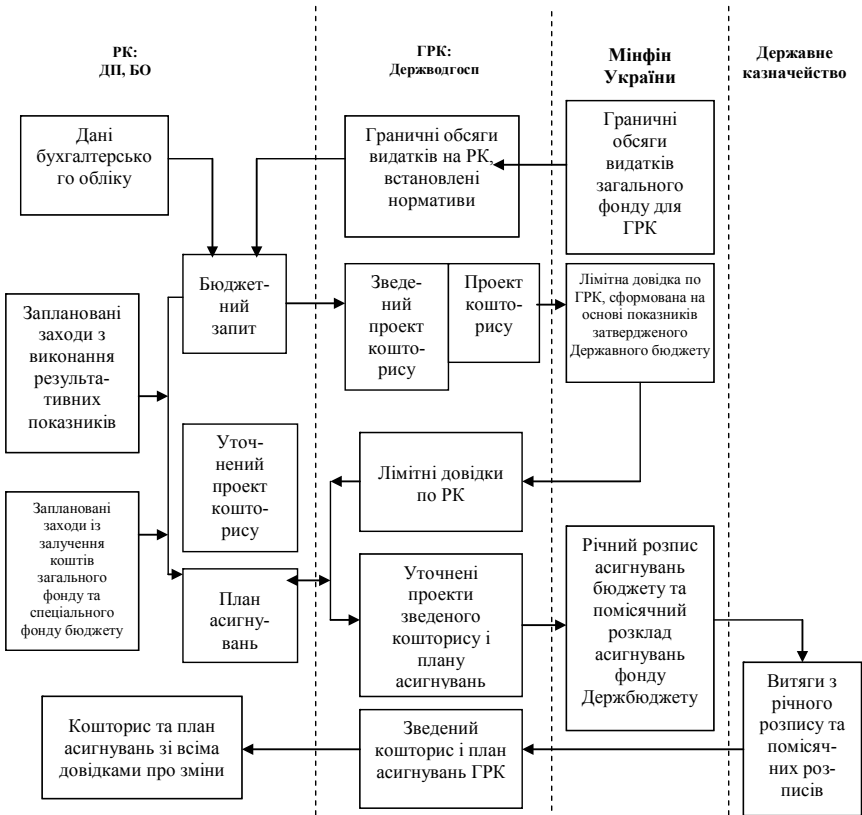 РК:
ДП, БО
ГРК:
Держводгосп
Мінфін
України
Державне
казначейство
Дані
бухгалтерсько
го обліку
Граничні обсяги
видатків на РК,
встановлені
нормативи
Граничні
обсяги
видатків
загального
фонду для
ГРК
Бюджет-
ний
запит
Зведе-
ний
проект
кошто-
рису
Проект
кошто-
рису
Лімітна довідка по
ГРК, сформована на
основі показників
затвердженого
Державного бюджету
Заплановані
заходи з
виконання
результа-
тивних
показників
Уточ-
нений
проект
кошто-
рису
Лімітні довідки
по РК
Заплановані
заходи із
залучення
коштів
загального
фонду та
спеціального
фонду бюджету
План
асигну-
вань
Уточнені
проекти
зведеного
кошторису і
плану
асигнувань
Річний розпис
асигнувань
бюджету та
помісячний
розклад
асигнувань
фонду
Держбюджету
Витяги з
річного
розпису та
помісяч-
них роз-
писів
Кошторис та план
асигнувань зі всіма
довідками про зміни
Зведений
кошторис і план
асигнувань ГРК